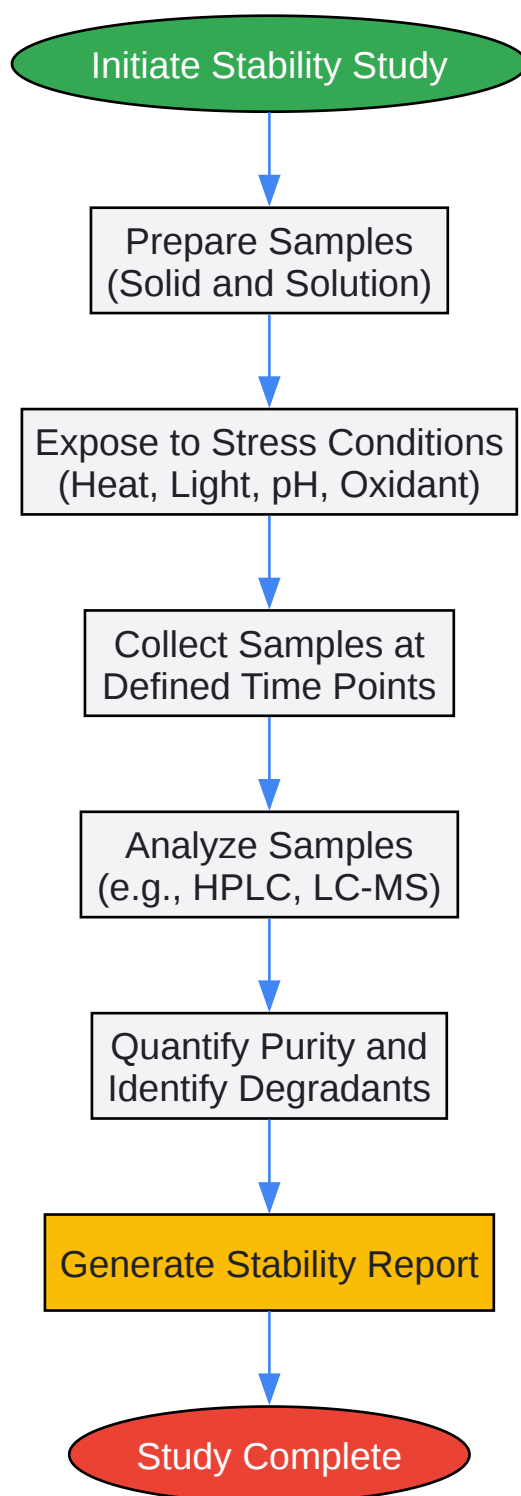 Initiate Stability Study
Prepare Samples
(Solid and Solution)
Expose to Stress Conditions
(Heat, Light, pH, Oxidant)
Collect Samples at
Defined Time Points
Analyze Samples
(e.g., HPLC, LC-MS)
Quantify Purity and
Identify Degradants
Generate Stability Report
Study Complete